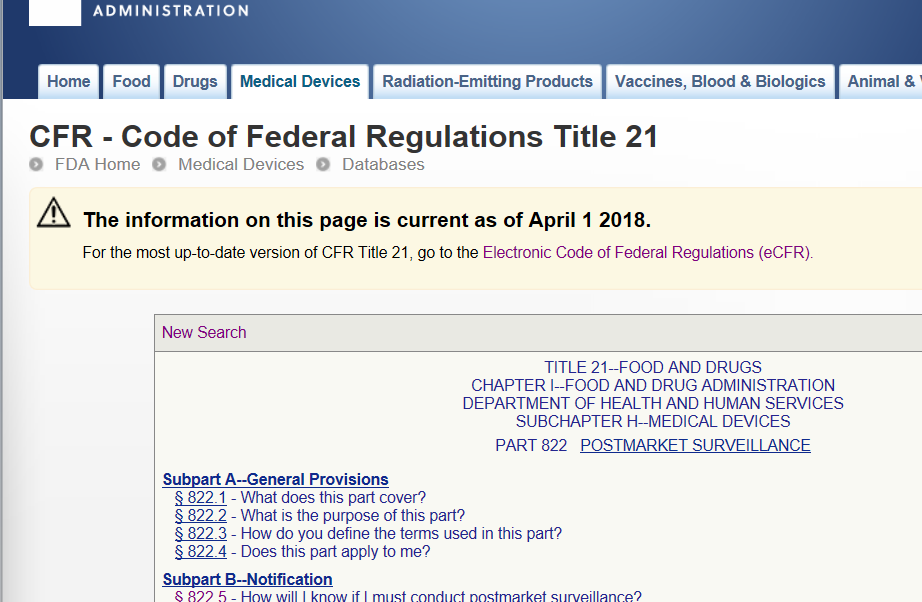 ADMINISTRATION
Home Food Drugs Medical Devices Radiation-Emitting Products Vaccines, Blood & Biologics Animal &
CFR - Code of Federal Regulations Title 21
FDA Home Medical Devices Databases
The information on this page is current as of April 1 2018.
For the most up-to-date version of CFR Title 21, go to the Electronic Code of Federal Regulations (eCFR).
New Search
TITLE 21--FOOD AND DRUGS
CHAPTER I--FOOD AND DRUG ADMINISTRATION
DEPARTMENT OF HEALTH AND HUMAN SERVICES
SUBCHAPTER H--MEDICAL DEVICES
PART 822 POSTMARKET SURVEILLANCE
Subpart A--General Provisions
§ 822.1 - What does this part cover?
§ 822.2 - What is the purpose of this part?
§ 822.3 - How do you define the terms used in this part?
§ 822.4 - Does this part apply to me?
Subpart B--Notification
§ 822.5 - How will I know if I must conduct postmarket surveillance?